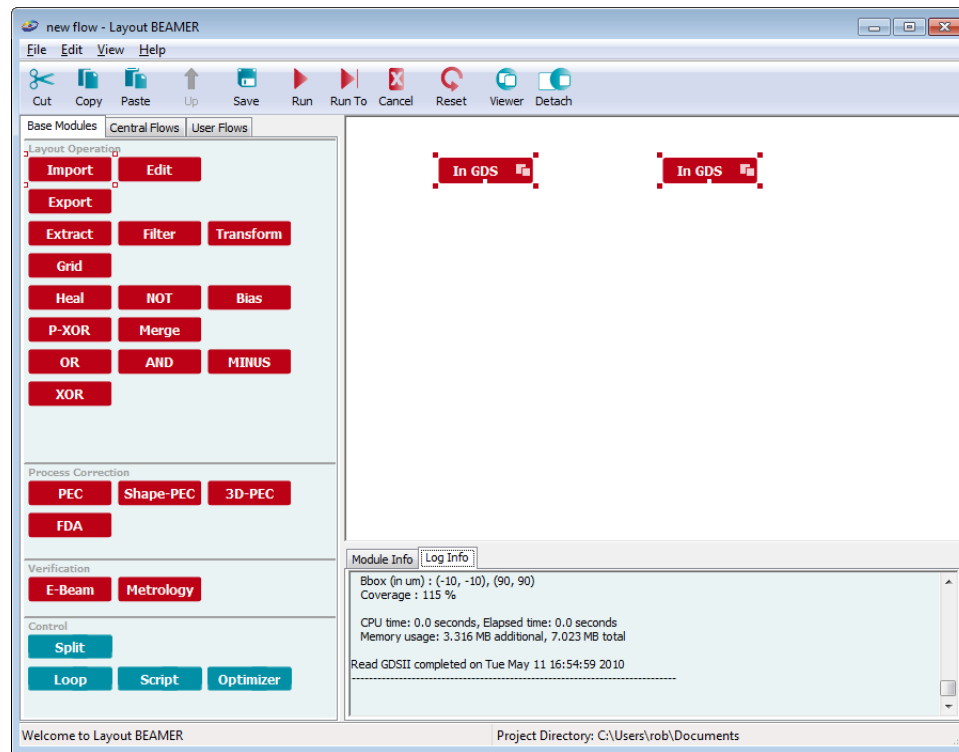 new flow - Layout BEAMER
File Edit View Help
Cut Copy Paste Up Save Run Run To Cancel Reset Viewer Detach
Base Modules Central Flows User Flows
Layout Operation
Import Edit
Export
Extract Filter Transform
Grid
Heal NOT Bias
P-XOR Merge
OR AND MINUS
XOR
Process Correction
PEC Shape-PEC 3D-PEC
FDA
Verification
E-Beam Metrology
Control
Split
Loop Script Optimizer
In GDS In GDS
Module Info Log Info
Bbox (in um) : (-10, -10), (90, 90)
Coverage : 115 %
CPU time: 0.0 seconds, Elapsed time: 0.0 seconds
Memory usage: 3.316 MB additional, 7.023 MB total
Read GDSII completed on Tue May 11 16:54:59 2010
--------------------------------------------------------------------------------
Welcome to Layout BEAMER Project Directory: C:\Users\rob\Documents